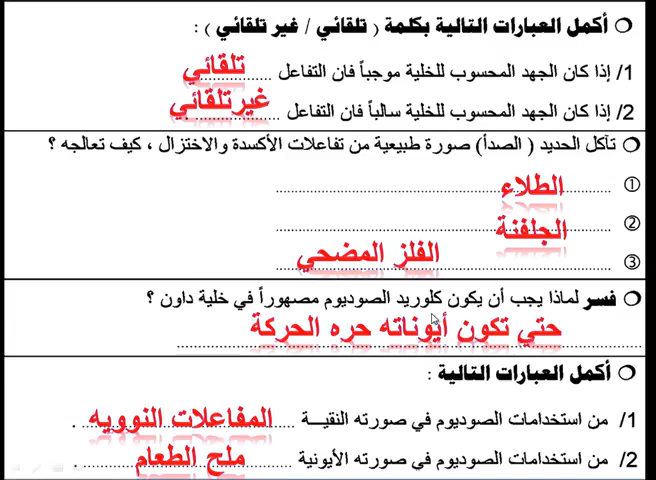 أكمل العبارات التالية بكلمة ( تلقائي / غير تلقائي ) :
1/ إذا كان الجهد المحسوب للخلية موجباً فان التفاعل تلقائي
2/ إذا كان الجهد المحسوب للخلية سالباً فان التفاعل غيرتلقائي
تآكل الحديد ( الصدأ) صورة طبيعية من تفاعلات الأكسدة والاختزال ، كيف تعالجه ؟
① الطلاء
② الجلفنة
③ الفلز المضحي
فسر لماذا يجب أن يكون كلوريد الصوديوم مصهوراً في خلية داون ؟
حتي تكون أيوناته حره الحركة
أكمل العبارات التالية :
1/ من استخدامات الصوديوم في صورته النقيـــة المفاعلات النوويه .
2/ من استخدامات الصوديوم في صورته الأيونية ملح الطعام .